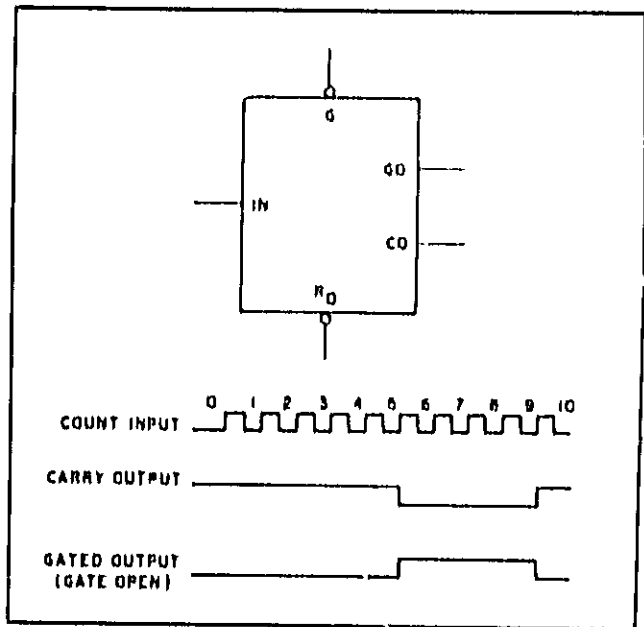 G
GO
IN
CO
RD
0 1 2 3 4 5 6 7 8 9 10
COUNT INPUT
CARRY OUTPUT
GATED OUTPUT
(GATE OPEN)